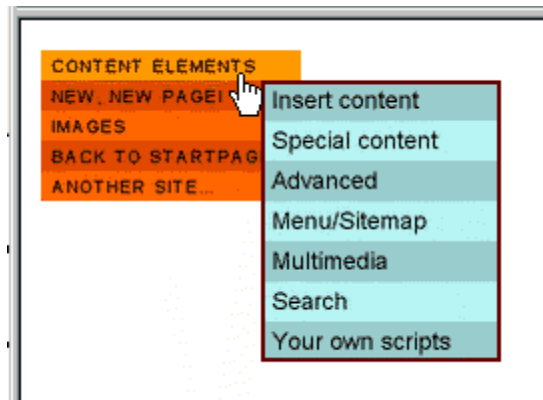 CONTENT ELEMENTS
NEW, NEW PAGE!
IMAGES
BACK TO STARTPAG
ANOTHER SITE...
Insert content
Special content
Advanced
Menu/Sitemap
Multimedia
Search
Your own scripts